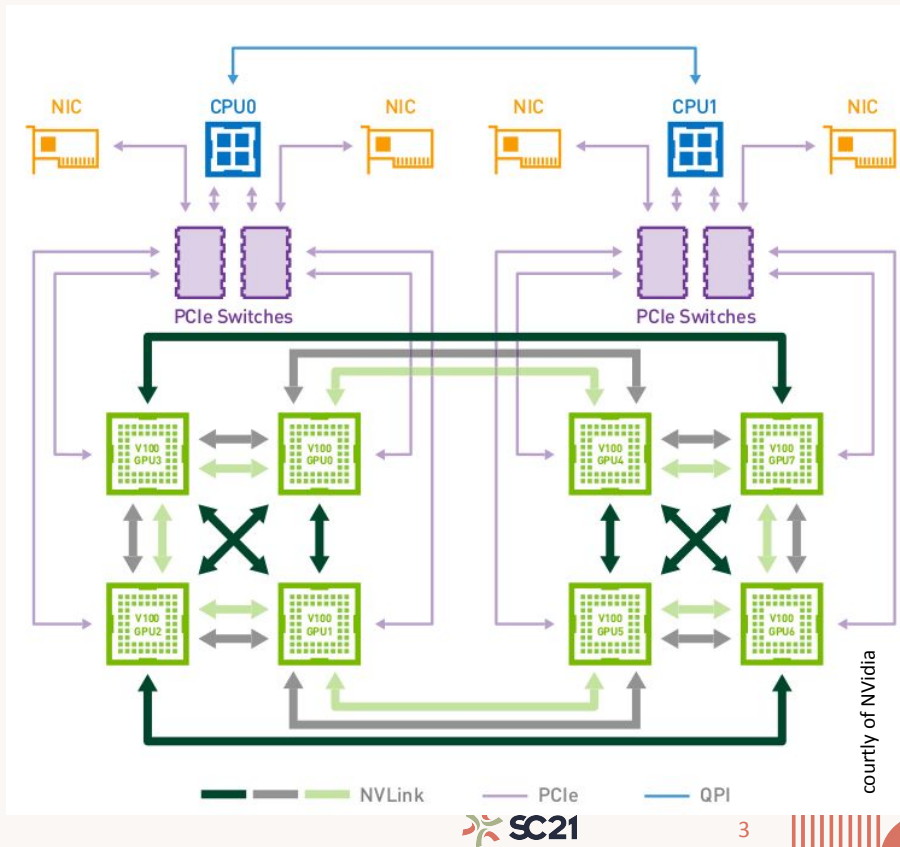 NIC
CPU0
NIC
NIC
CPU1
NIC
PCIe Switches
PCIe Switches
V100
GPU3
V100
GPU0
V100
GPU4
V100
GPU7
V100
GPU2
V100
GPU1
V100
GPU5
V100
GPU6
courtly of NVidia
NVLink
PCIe
QPI
SC21
3